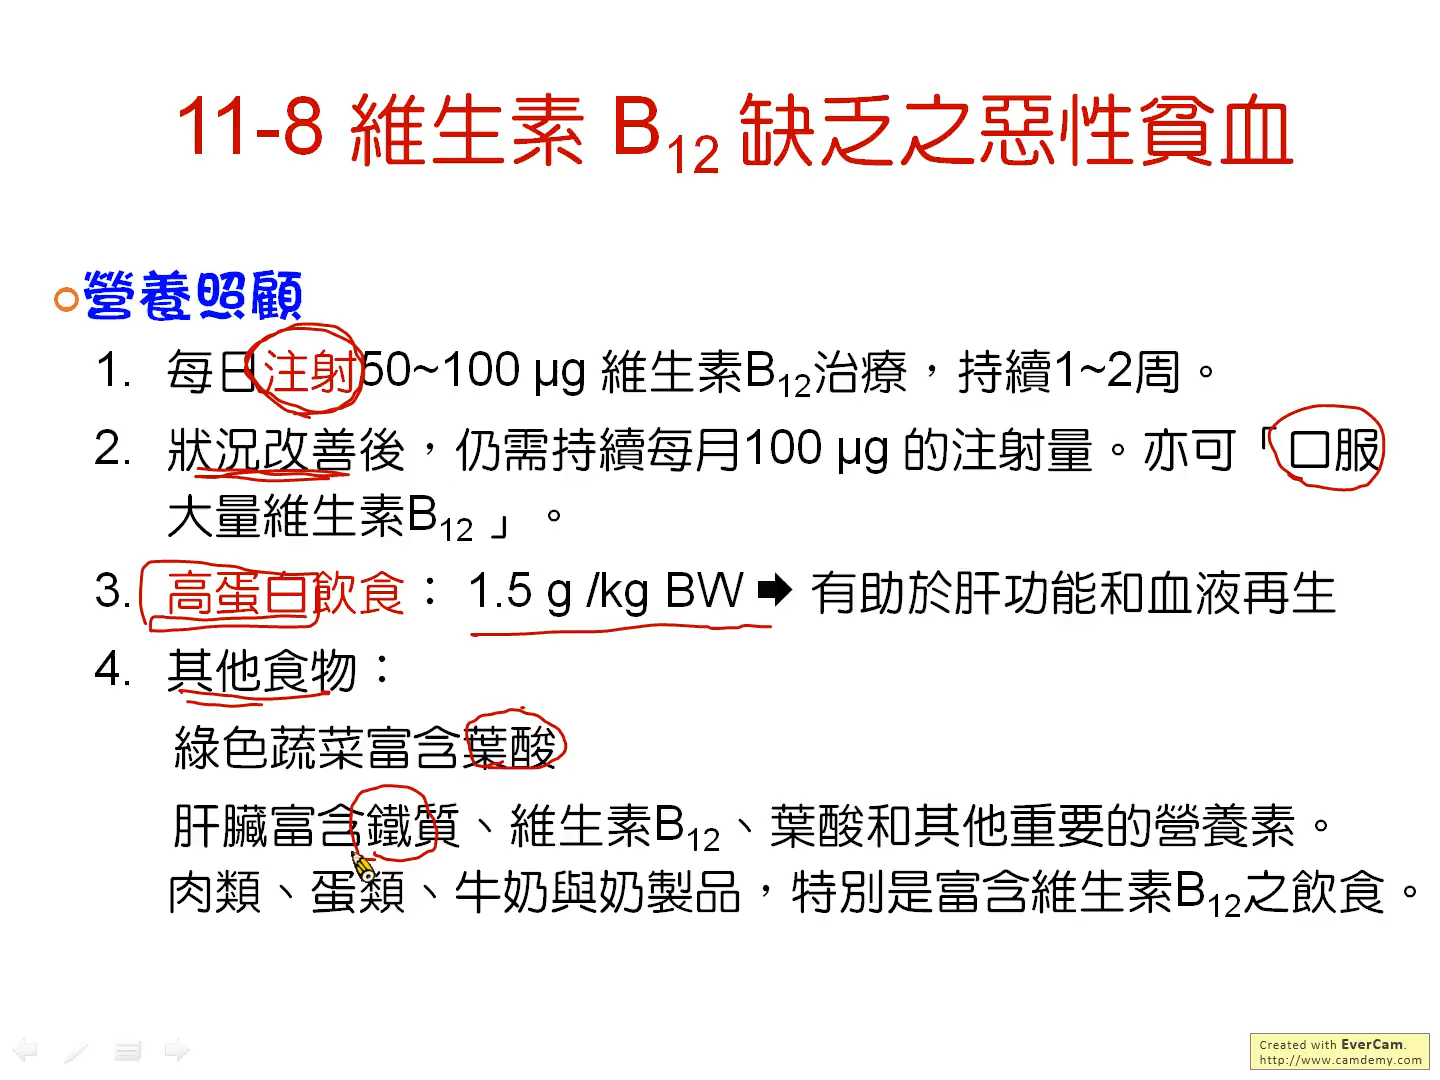 11-8 維生素 B12 缺乏之惡性貧血
營養照顧
1. 每日注射50~100 µg 維生素B12治療，持續1~2周。
2. 狀況改善後，仍需持續每月100 µg 的注射量。亦可「口服
大量維生素B12 」。
3. 高蛋白飲食： 1.5 g /kg BW ➡ 有助於肝功能和血液再生
4. 其他食物：
綠色蔬菜富含葉酸
肝臟富含鐵質、維生素B12、葉酸和其他重要的營養素。
肉類、蛋類、牛奶與奶製品，特別是富含維生素B12之飲食。
Created with EverCam.
http://www.camdemy.com